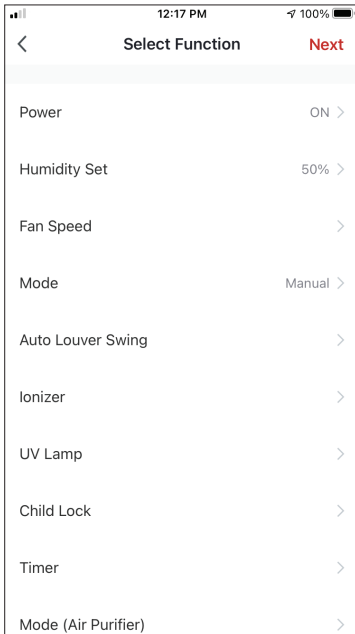 12:17 PM 100%
Select Function Next
Power ON
Humidity Set 50%
Fan Speed
Mode Manual
Auto Louver Swing
Ionizer
UV Lamp
Child Lock
Timer
Mode (Air Purifier)